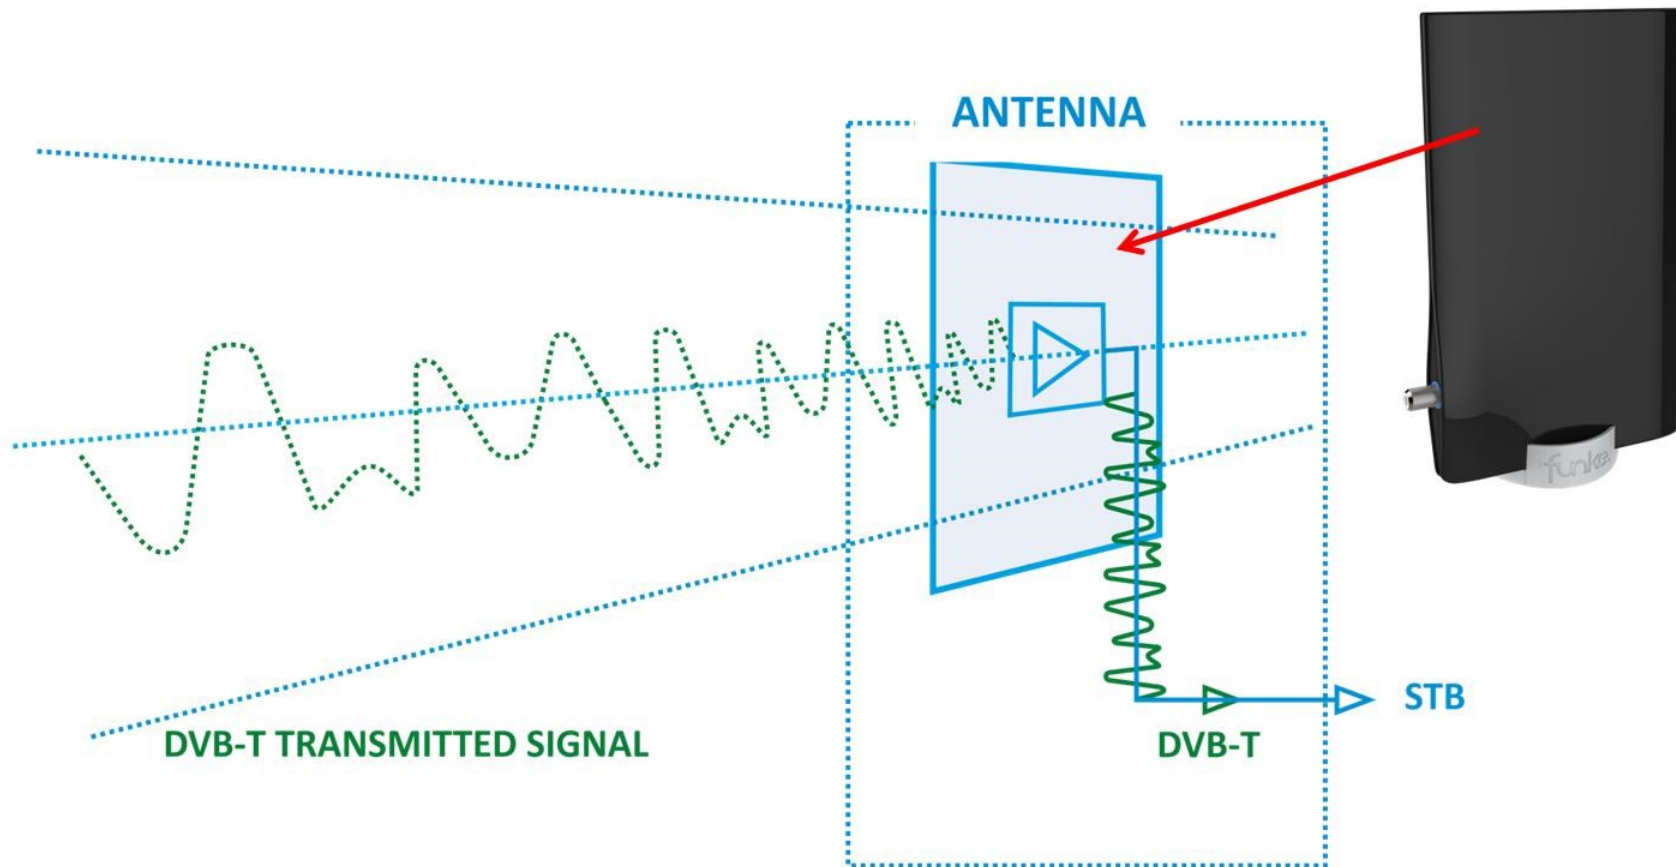 ANTENNA
funke
STB
DVB-T TRANSMITTED SIGNAL
DVB-T